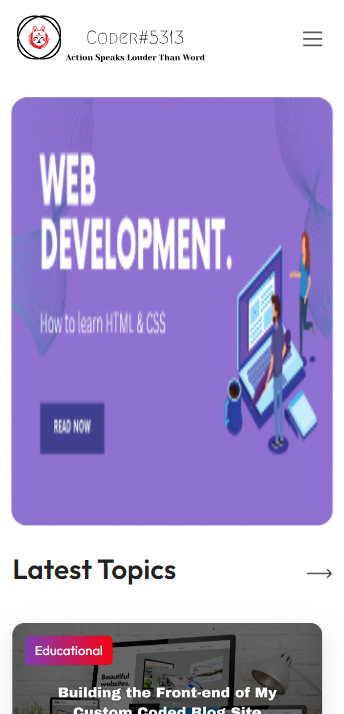 Coder#5313
Action Speaks Louder Than Word
WEB
DEVELOPMENT.
How to learn HTML & CSS
READ NOW
Latest Topics
Educational
Beautiful
websites.
Building the Front-end of My
Custom Coded Blog Site